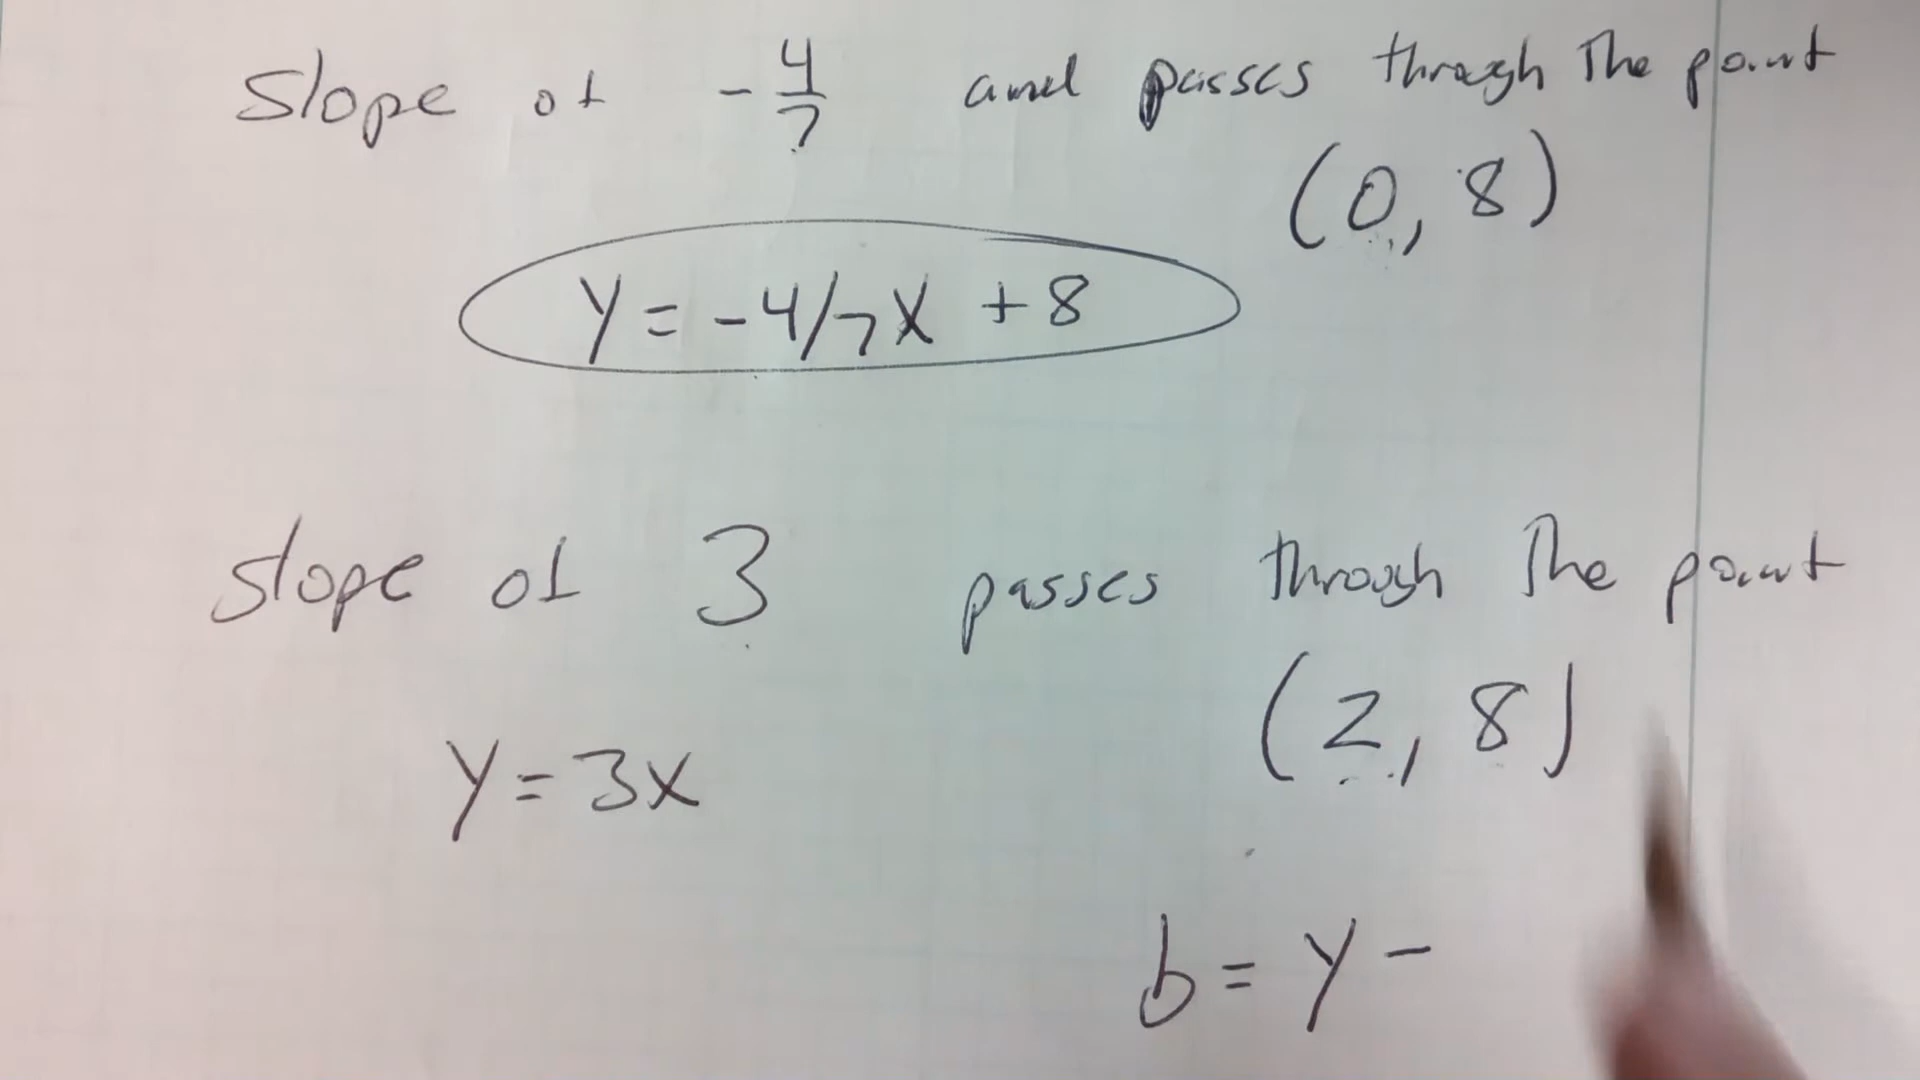 Slope of - 4/7 and passes through the point
(0, 8)
y = -4/7x + 8
slope of 3 passes through the point
(2, 8)
y = 3x
b = y -